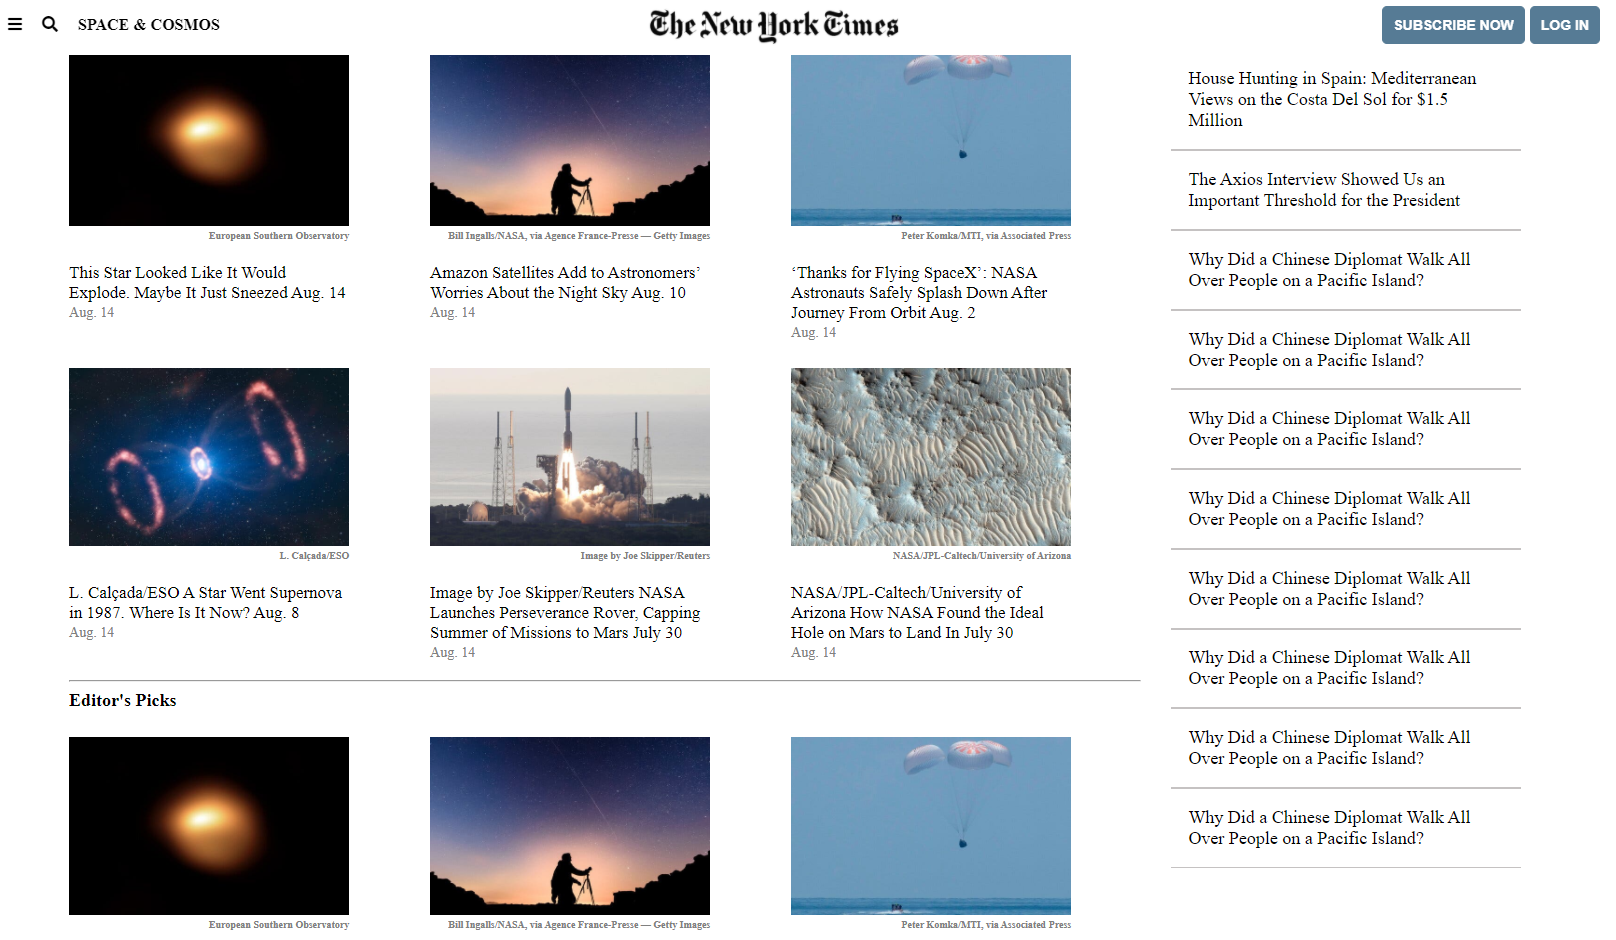 SPACE & COSMOS
The New York Times
SUBSCRIBE NOW
LOG IN
European Southern Observatory
This Star Looked Like It Would
Explode. Maybe It Just Sneezed Aug. 14
Aug. 14
Bill Ingalls/NASA, via Agence France-Presse — Getty Images
Amazon Satellites Add to Astronomers’
Worries About the Night Sky Aug. 10
Aug. 14
Peter Komka/MTI, via Associated Press
‘Thanks for Flying SpaceX’: NASA
Astronauts Safely Splash Down After
Journey From Orbit Aug. 2
Aug. 14
L. Calçada/ESO
L. Calçada/ESO A Star Went Supernova
in 1987. Where Is It Now? Aug. 8
Aug. 14
Image by Joe Skipper/Reuters
Image by Joe Skipper/Reuters NASA
Launches Perseverance Rover, Capping
Summer of Missions to Mars July 30
Aug. 14
NASA/JPL-Caltech/University of Arizona
NASA/JPL-Caltech/University of
Arizona How NASA Found the Ideal
Hole on Mars to Land In July 30
Aug. 14
Editor's Picks
European Southern Observatory
Bill Ingalls/NASA, via Agence France-Presse — Getty Images
Peter Komka/MTI, via Associated Press
House Hunting in Spain: Mediterranean
Views on the Costa Del Sol for $1.5
Million
The Axios Interview Showed Us an
Important Threshold for the President
Why Did a Chinese Diplomat Walk All
Over People on a Pacific Island?
Why Did a Chinese Diplomat Walk All
Over People on a Pacific Island?
Why Did a Chinese Diplomat Walk All
Over People on a Pacific Island?
Why Did a Chinese Diplomat Walk All
Over People on a Pacific Island?
Why Did a Chinese Diplomat Walk All
Over People on a Pacific Island?
Why Did a Chinese Diplomat Walk All
Over People on a Pacific Island?
Why Did a Chinese Diplomat Walk All
Over People on a Pacific Island?
Why Did a Chinese Diplomat Walk All
Over People on a Pacific Island?